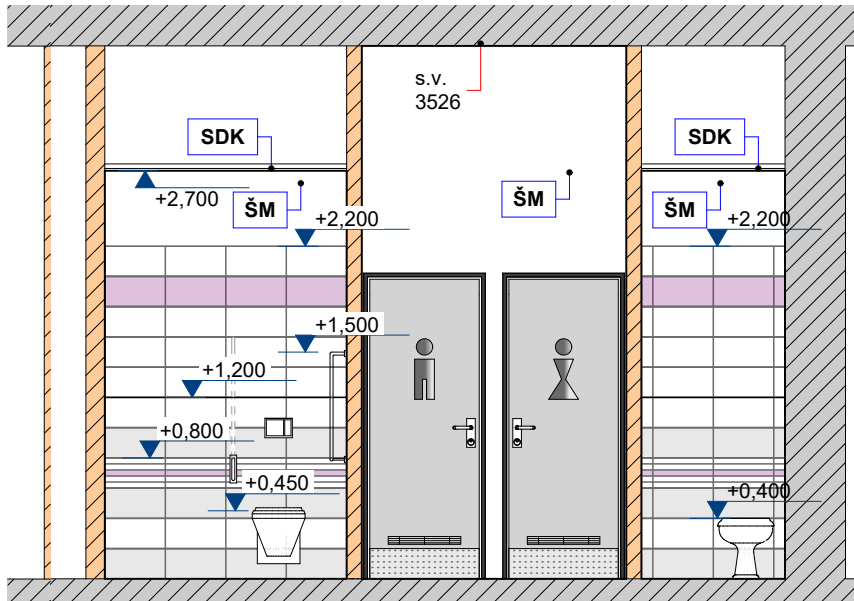 s.v.
3526
SDK
SDK
+2,700
ŠM
ŠM
ŠM
+2,200
+2,200
+1,500
+1,200
+0,800
+0,450
+0,400